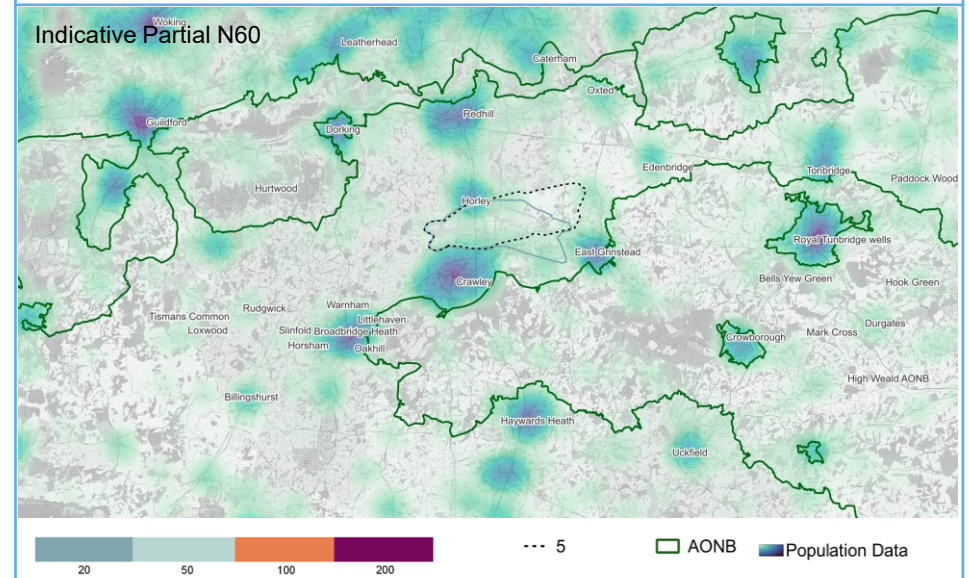 Woking
Indicative Partial N60
Leatherhead
Caterham
Oxted
Redhill
Guildford
Dorking
Edenbridge
Tonbridge
Paddock Wood
Hurtwood
Horley
Royal Tunbridge wells
East Grinstead
Bells Yew Green
Hook Green
Crawley
Warnham
Rudgwick
Tismans Common
Littlehaven
Loxwood
Slinfold Broadbridge Heath
Horsham
Oakhill
Durgates
Mark Cross
Crowborough
High Weald AONB
Billingshurst
Haywards Heath
Uckfield
5
AONB
Population Data
20 50 100 200